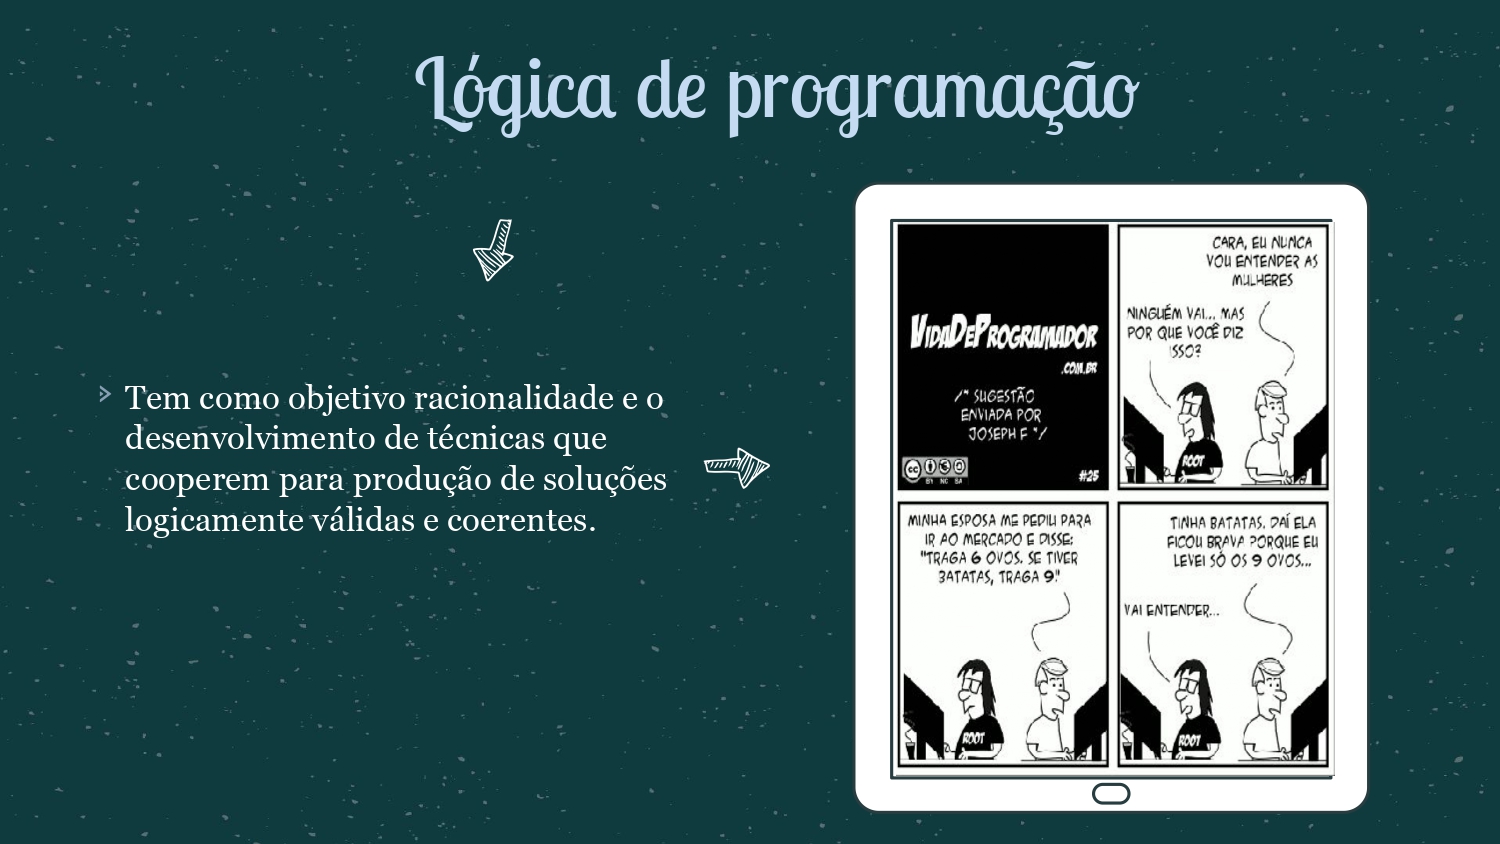 Lógica de programação
Tem como objetivo racionalidade e o
desenvolvimento de técnicas que
cooperem para produção de soluções
logicamente válidas e coerentes.
VIDADEPROGRAMADOR
.COM.BR
/* SUGESTÃO
ENVIADA POR
JOSEPH F */
cc
BY NC SA
#25
CARA, EU NUNCA
VOU ENTENDER AS
MULHERES
NINGUÉM VAI... MAS
POR QUE VOCÊ DIZ
ISSO?
ROOT
MINHA ESPOSA ME PEDIU PARA
IR AO MERCADO E DISSE:
"TRAGA 6 OVOS. SE TIVER
BATATAS, TRAGA 9."
ROOT
TINHA BATATAS. DAÍ ELA
FICOU BRAVA PORQUE EU
LEVEI SÓ OS 9 OVOS...
VAI ENTENDER...
ROOT